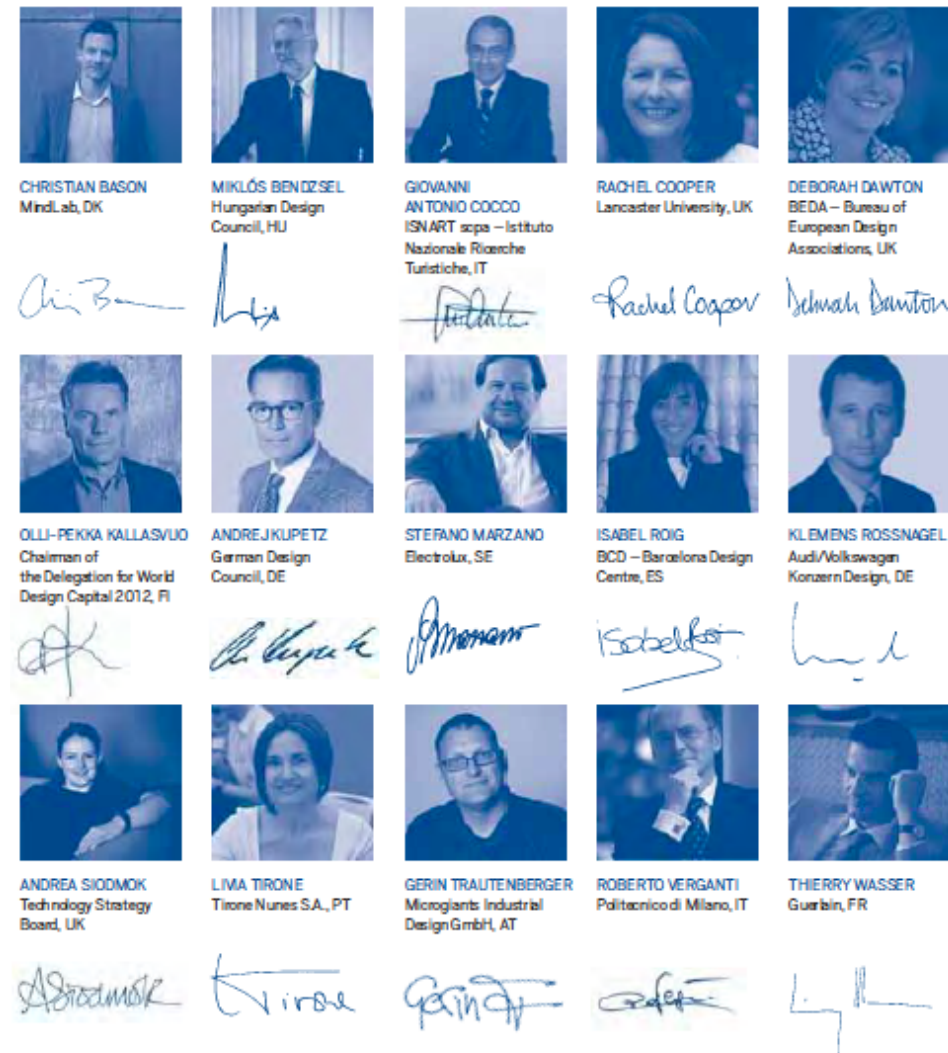 CHRISTIAN BASON
MindLab, DK
MIKLÓS BENDZSEL
Hungarian Design
Council, HU
GIOVANNI
ANTONIO COCCO
ISNART scpa – Istituto
Nazionale Ricerche
Turistiche, IT
RACHEL COOPER
Lancaster University, UK
DEBORAH DAWTON
BEDA – Bureau of
European Design
Associations, UK
Rachel Cooper
Deborah Dawton
OLLI-PEKKA KALLASVUO
Chairman of
the Delegation for World
Design Capital 2012, FI
ANDREJ KUPETZ
German Design
Council, DE
STEFANO MARZANO
Electrolux, SE
ISABEL ROIG
BCD – Barcelona Design
Centre, ES
KLEMENS ROSSNAGEL
Audi/Volkswagen
Konzern Design, DE
ANDREA SIODMOK
Technology Strategy
Board, UK
LIVIA TIRONE
Tirone Nunes S.A., PT
GERIN TRAUTENBERGER
Microgiants Industrial
Design GmbH, AT
ROBERTO VERGANTI
Politecnico di Milano, IT
THIERRY WASSER
Guerlain, FR
ASiodmok
Tirone